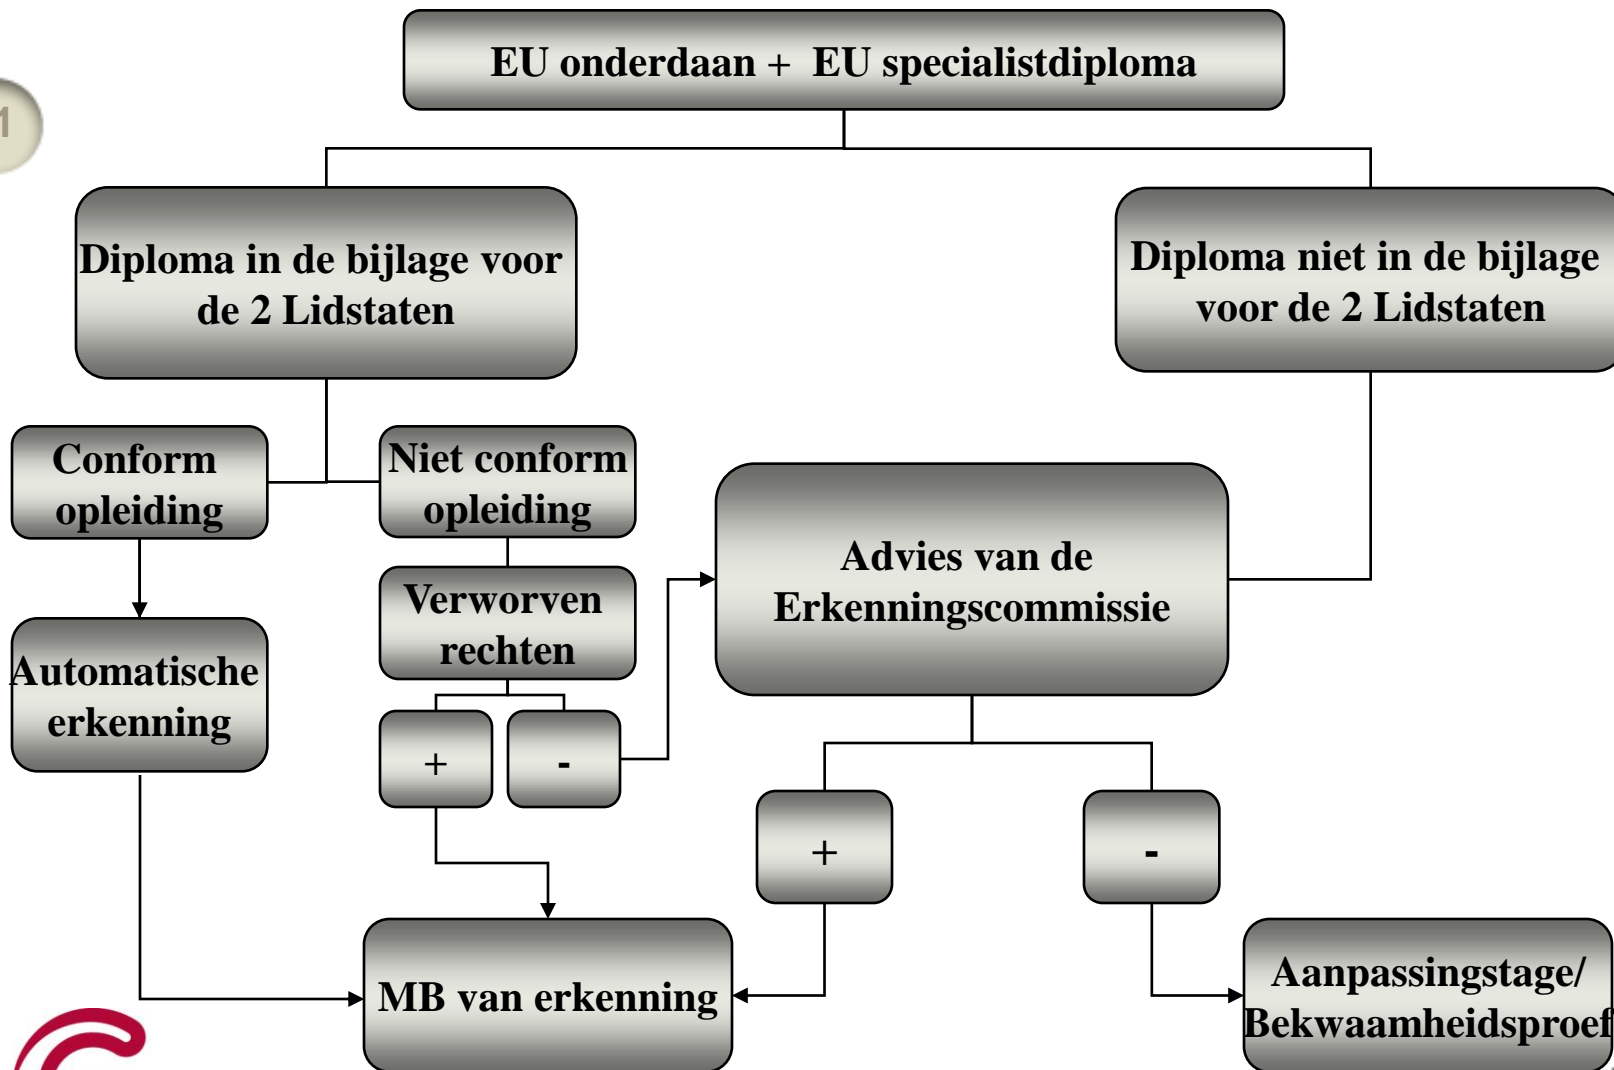 EU onderdaan + EU specialistdiploma
1
Diploma in de bijlage voor
de 2 Lidstaten
Diploma niet in de bijlage
voor de 2 Lidstaten
Conform
opleiding
Niet conform
opleiding
Advies van de
Erkenningscommissie
Verworven
rechten
Automatische
erkenning
+
-
+
-
MB van erkenning
Aanpassingstage/
Bekwaamheidsproef